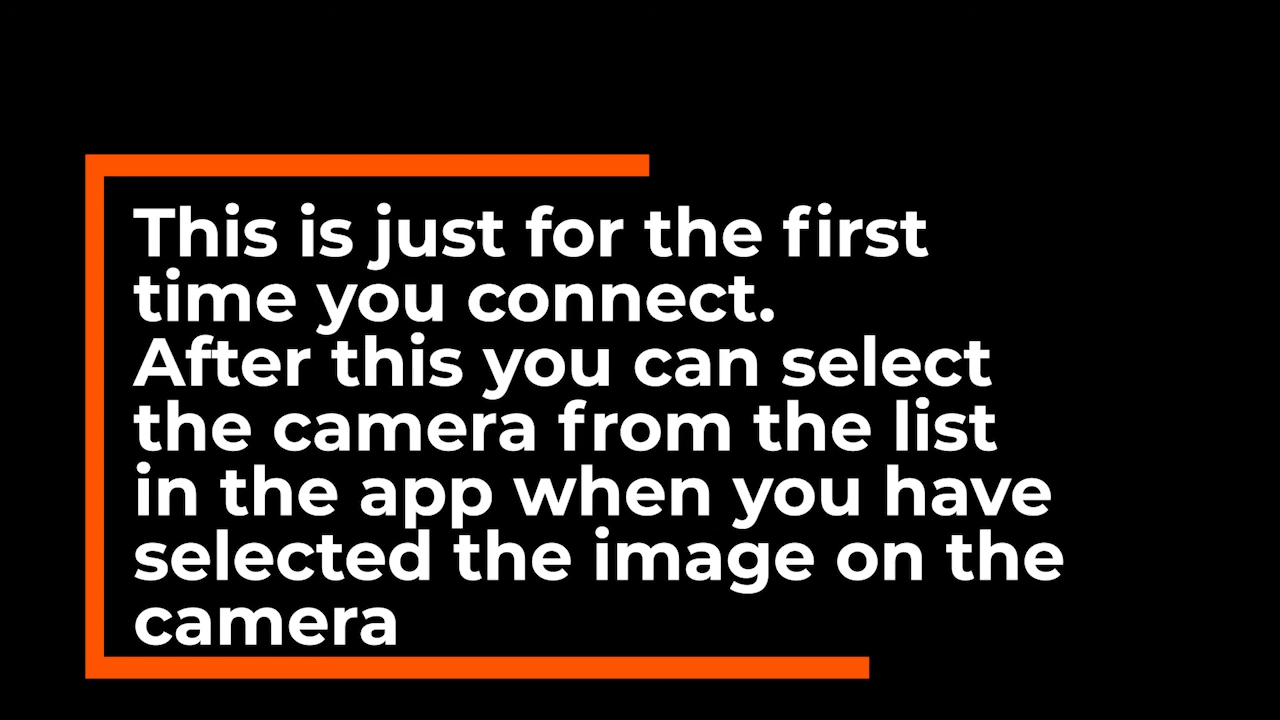 This is just for the first
time you connect.
After this you can select
the camera from the list
in the app when you have
selected the image on the
camera